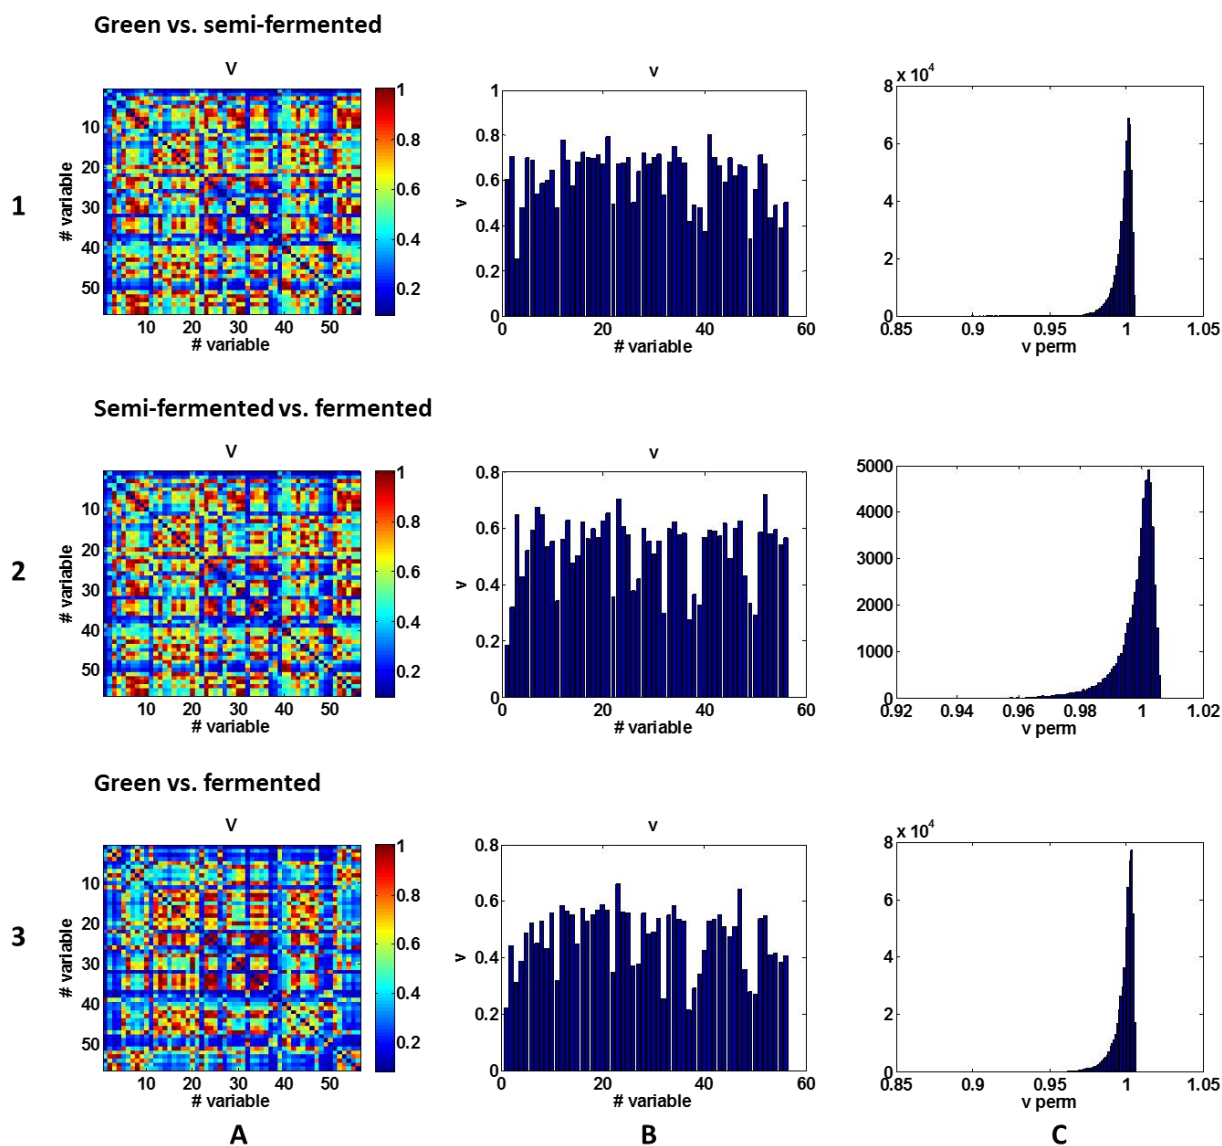 Green vs. semi-fermented
V
1
0.8
0.6
0.4
0.2
10
20
30
40
50
# variable
10 20 30 40 50
# variable
v
1
0.8
0.6
0.4
0.2
0
v
0 20 40 60
# variable
x 10^4
8
6
4
2
0
0.85 0.9 0.95 1 1.05
v perm
1
Semi-fermented vs. fermented
V
1
0.8
0.6
0.4
0.2
10
20
30
40
50
# variable
10 20 30 40 50
# variable
v
0.8
0.6
0.4
0.2
0
v
0 20 40 60
# variable
5000
4000
3000
2000
1000
0
0.92 0.94 0.96 0.98 1 1.02
v perm
2
Green vs. fermented
V
1
0.8
0.6
0.4
0.2
10
20
30
40
50
# variable
10 20 30 40 50
# variable
v
0.8
0.6
0.4
0.2
0
v
0 20 40 60
# variable
x 10^4
8
6
4
2
0
0.85 0.9 0.95 1 1.05
v perm
3
A B C